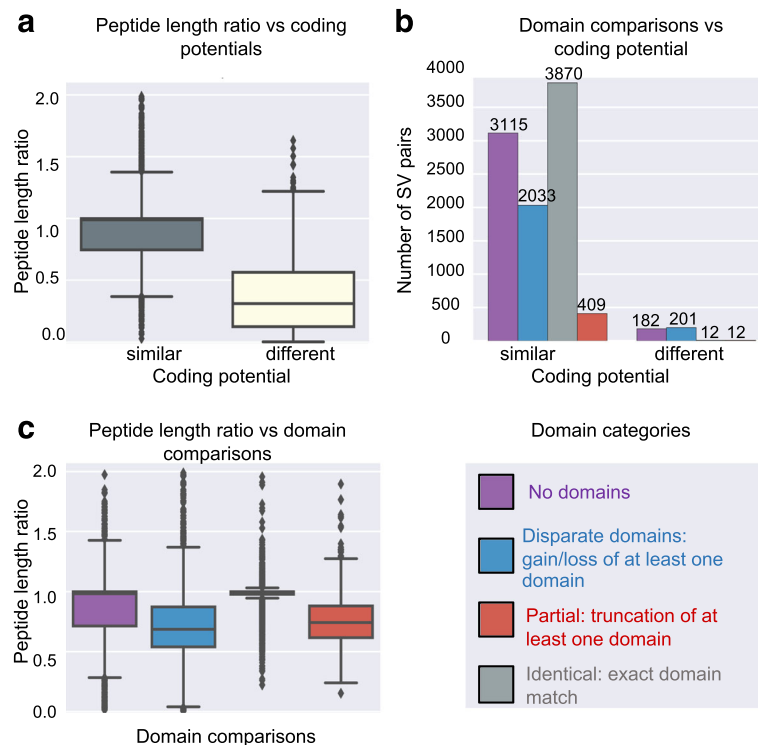 a
Peptide length ratio vs coding
potentials
Peptide length ratio
2.0
1.5
1.0
0.5
0.0
similar
different
Coding potential
b
Domain comparisons vs
coding potential
Number of SV pairs
4000
3500
3000
2500
2000
1500
1000
500
0
3115
2033
3870
409
182
201
12
12
similar
different
Coding potential
c
Peptide length ratio vs domain
comparisons
Peptide length ratio
2.0
1.5
1.0
0.5
0.0
Domain comparisons
Domain categories
No domains
Disparate domains:
gain/loss of at least one
domain
Partial: truncation of at
least one domain
Identical: exact domain
match